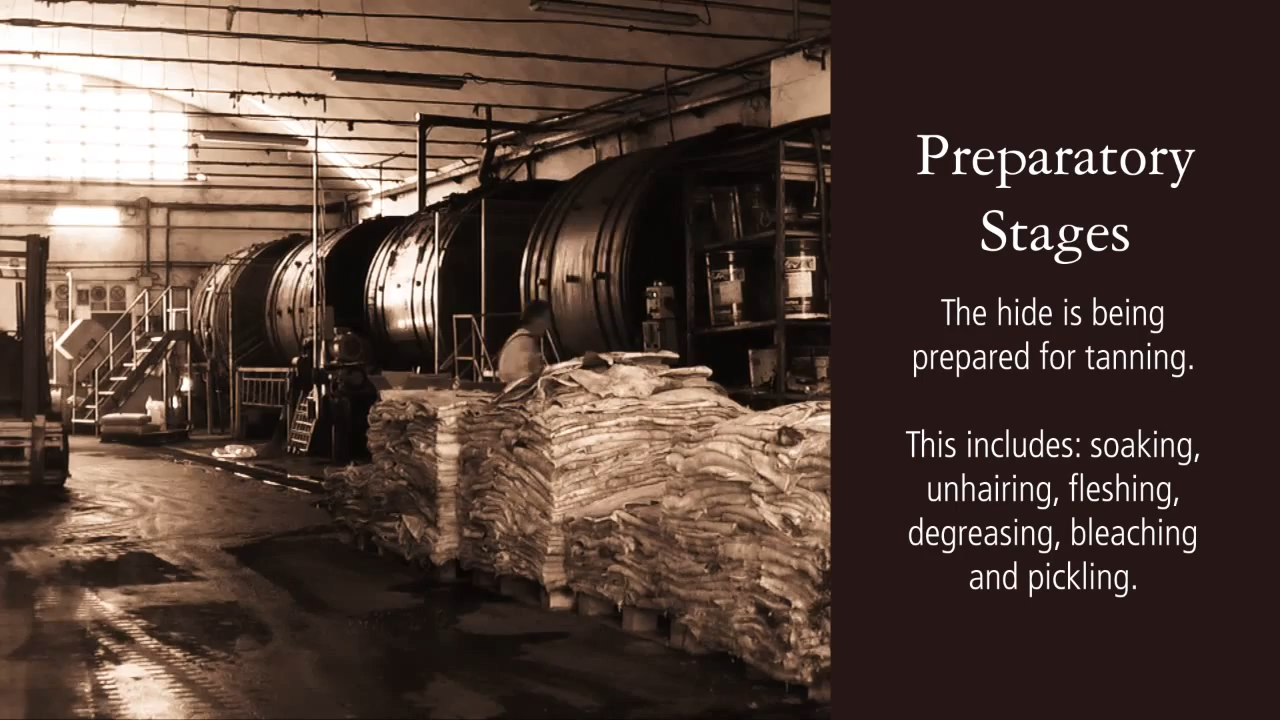 Preparatory
Stages
The hide is being
prepared for tanning.
This includes: soaking,
unhairing, fleshing,
degreasing, bleaching
and pickling.